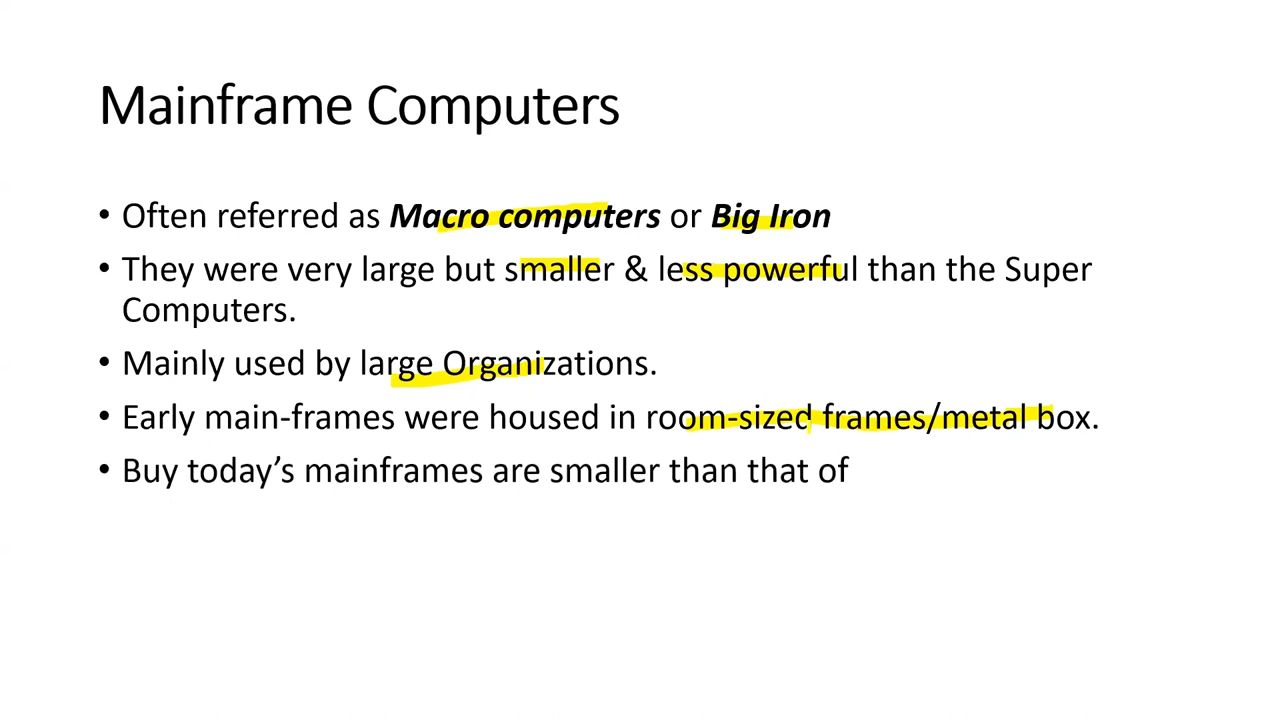 Mainframe Computers
• Often referred as Macro computers or Big Iron
• They were very large but smaller & less powerful than the Super
Computers.
• Mainly used by large Organizations.
• Early main-frames were housed in room-sized frames/metal box.
• Buy today’s mainframes are smaller than that of